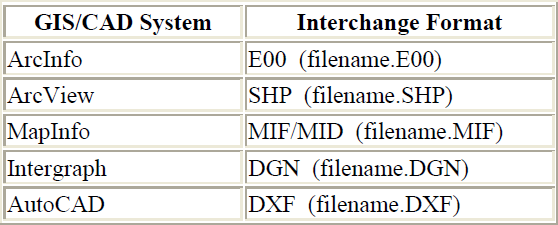 GIS/CAD System Interchange Format
ArcInfo E00 (filename.E00)
ArcView SHP (filename.SHP)
MapInfo MIF/MID (filename.MIF)
Intergraph DGN (filename.DGN)
AutoCAD DXF (filename.DXF)